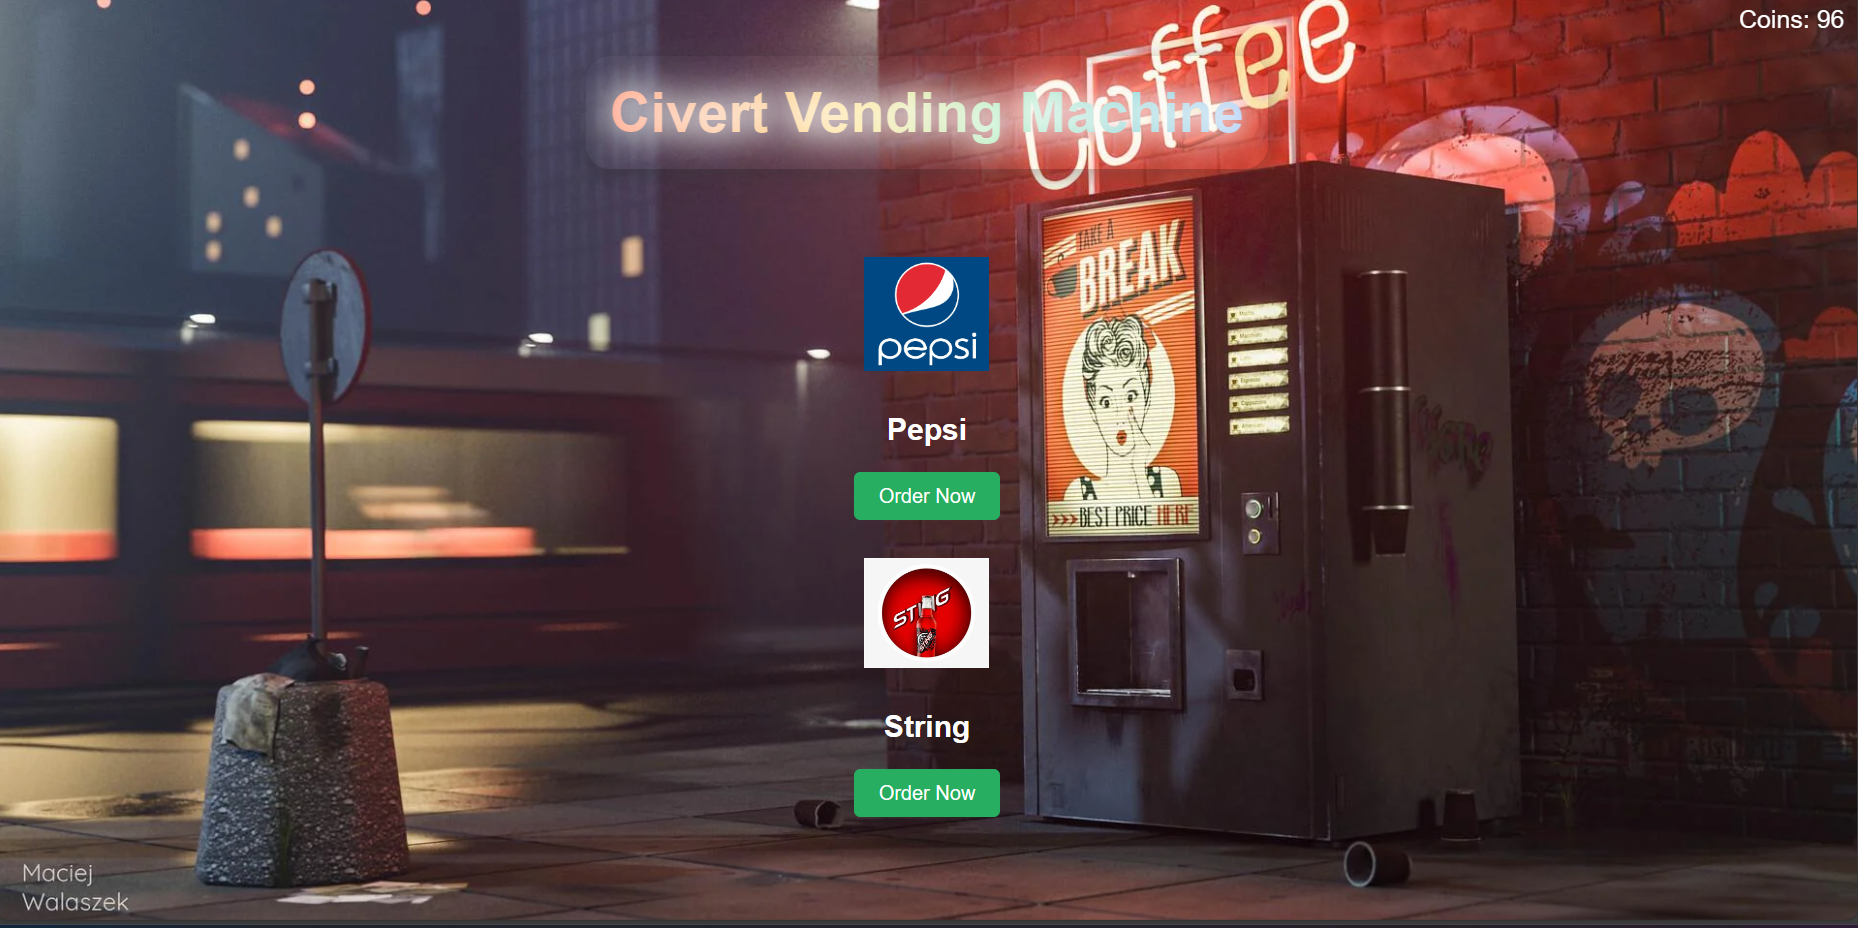 Coins: 96
Coffee
Civert Vending Machine
TAKE A
BREAK
pepsi
Pepsi
>>>BEST PRICE HERE
Order Now
STING
String
Order Now
Maciej
Walaszek